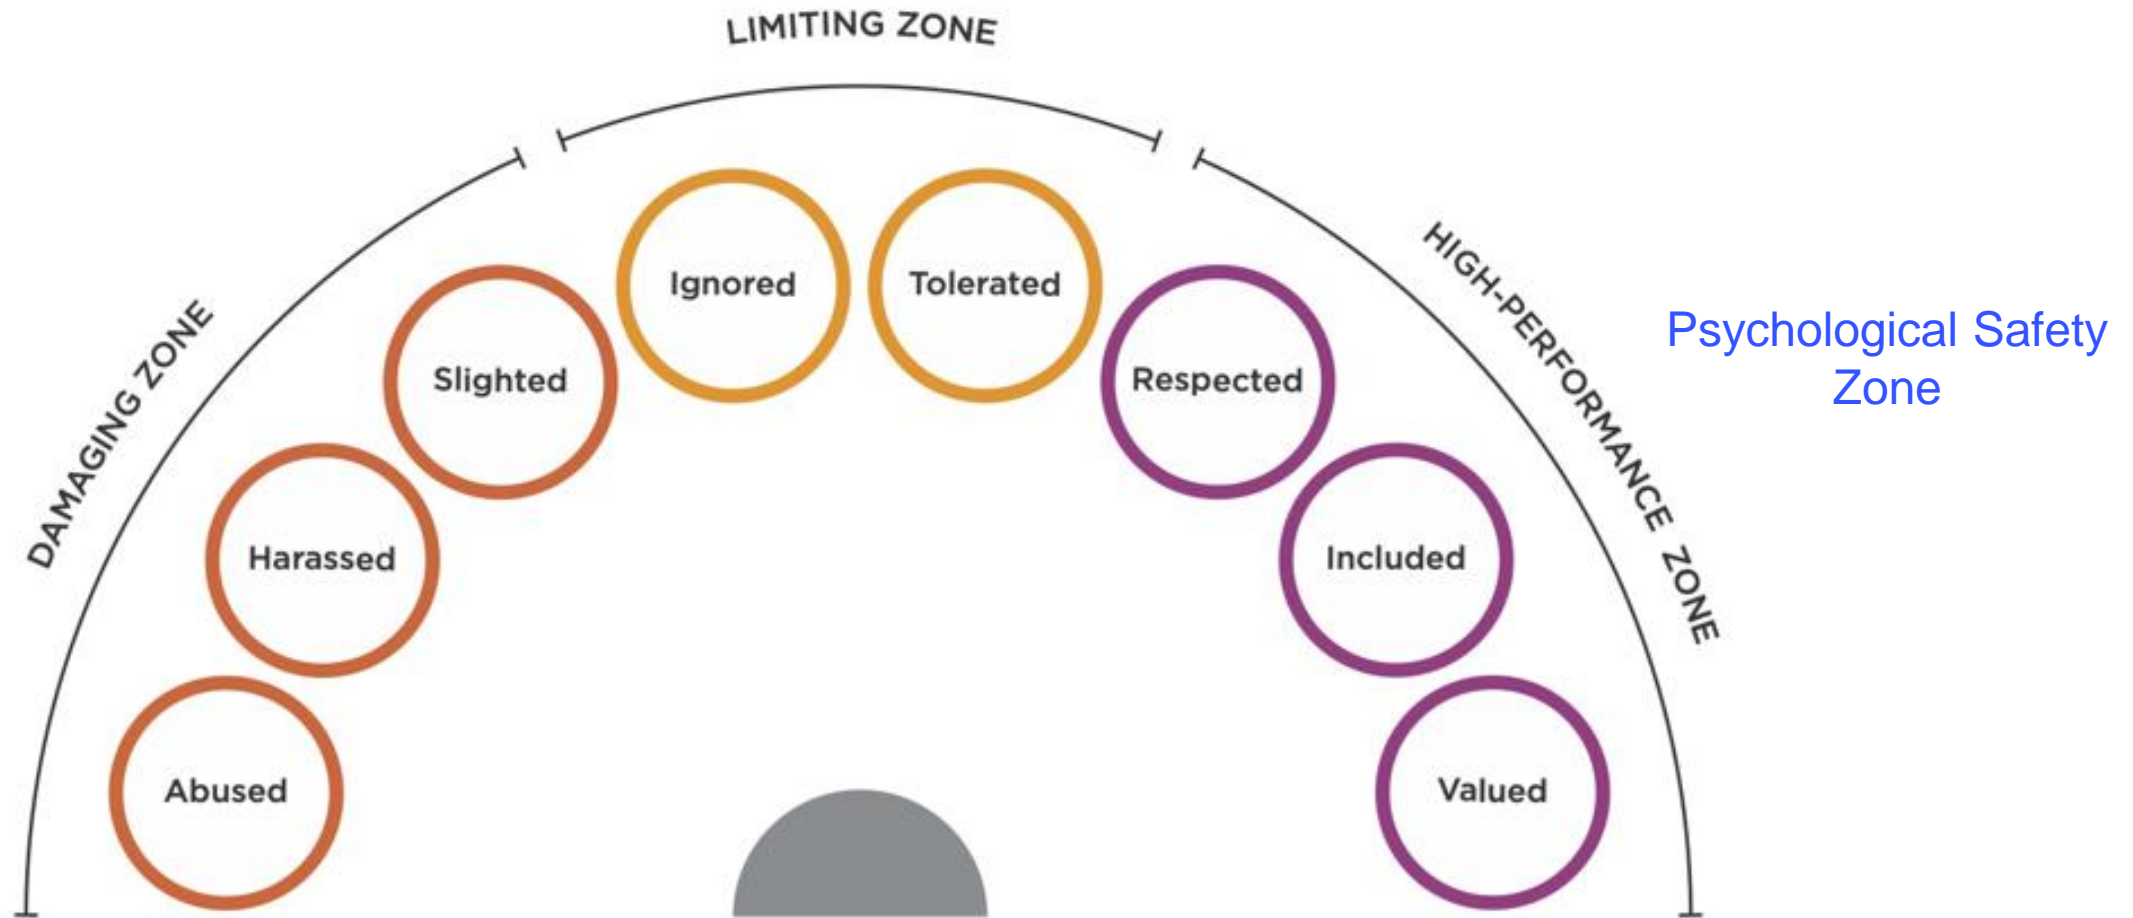 LIMITING ZONE
DAMAGING ZONE
HIGH-PERFORMANCE ZONE
Psychological Safety
Zone
Ignored
Tolerated
Slighted
Respected
Harassed
Included
Abused
Valued